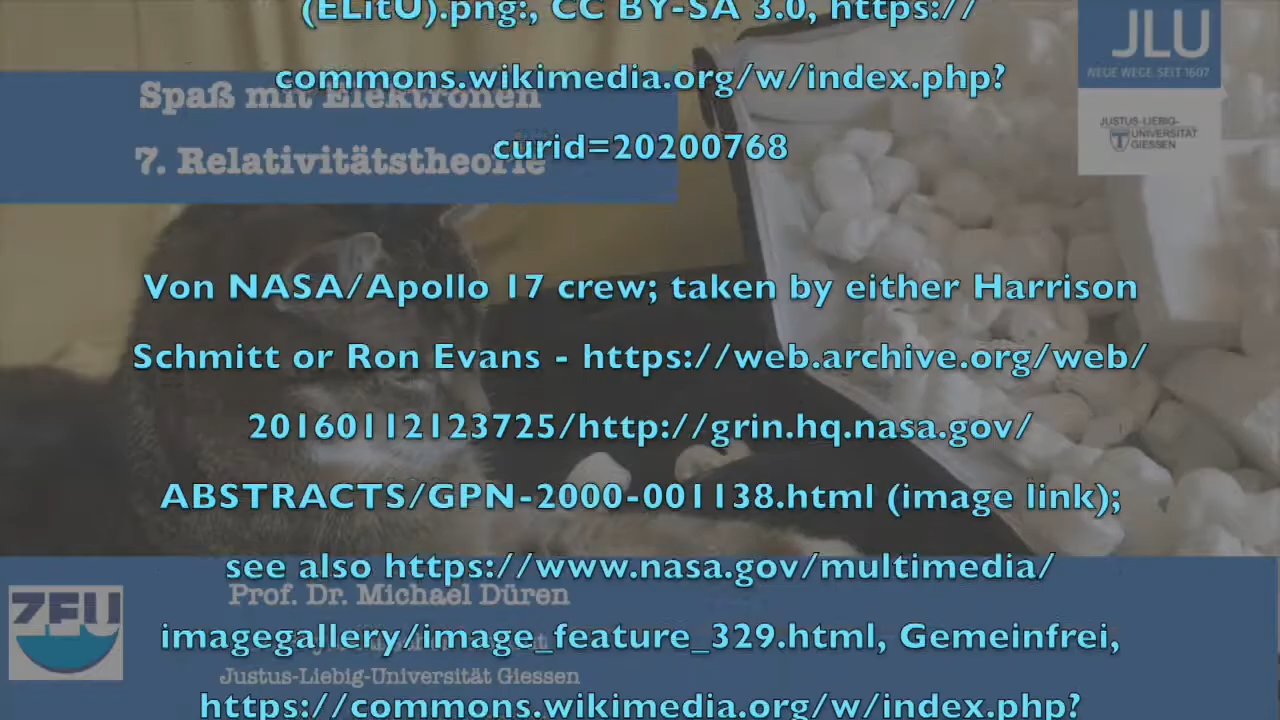 (ELitU).png:, CC BY-SA 3.0, https://
commons.wikimedia.org/w/index.php?
curid=20200768
Von NASA/Apollo 17 crew; taken by either Harrison
Schmitt or Ron Evans - https://web.archive.org/web/
20160112123725/http://grin.hq.nasa.gov/
ABSTRACTS/GPN-2000-001138.html (image link);
see also https://www.nasa.gov/multimedia/
imagegallery/image_feature_329.html, Gemeinfrei,
https://commons.wikimedia.org/w/index.php?
Spaß mit Elektronen
7. Relativitätstheorie
JLU
NEUE WEGE SEIT 1607
JUSTUS-LIEBIG-
UNIVERSITÄT
GIESSEN
ZFU
Prof. Dr. Michael Düren
Justus-Liebig-Universität Giessen